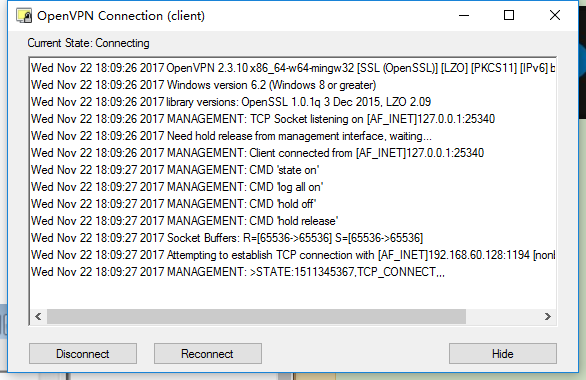 OpenVPN Connection (client)
Current State: Connecting
Wed Nov 22 18:09:26 2017 OpenVPN 2.3.10 x86_64-w64-mingw32 [SSL (OpenSSL)] [LZO] [PKCS11] [IPv6] b
Wed Nov 22 18:09:26 2017 Windows version 6.2 (Windows 8 or greater)
Wed Nov 22 18:09:26 2017 library versions: OpenSSL 1.0.1q 3 Dec 2015, LZO 2.09
Wed Nov 22 18:09:26 2017 MANAGEMENT: TCP Socket listening on [AF_INET]127.0.0.1:25340
Wed Nov 22 18:09:26 2017 Need hold release from management interface, waiting...
Wed Nov 22 18:09:26 2017 MANAGEMENT: Client connected from [AF_INET]127.0.0.1:25340
Wed Nov 22 18:09:27 2017 MANAGEMENT: CMD 'state on'
Wed Nov 22 18:09:27 2017 MANAGEMENT: CMD 'log all on'
Wed Nov 22 18:09:27 2017 MANAGEMENT: CMD 'hold off'
Wed Nov 22 18:09:27 2017 MANAGEMENT: CMD 'hold release'
Wed Nov 22 18:09:27 2017 Socket Buffers: R=[65536->65536] S=[65536->65536]
Wed Nov 22 18:09:27 2017 Attempting to establish TCP connection with [AF_INET]192.168.60.128:1194 [nonl
Wed Nov 22 18:09:27 2017 MANAGEMENT: >STATE:1511345367,TCP_CONNECT,,,
Disconnect
Reconnect
Hide